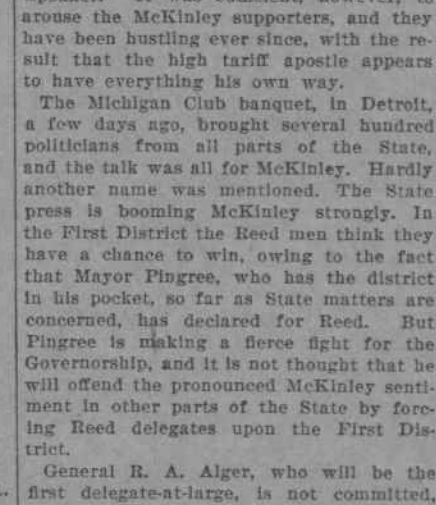 arouse the McKinley supporters, and they
have been hustling ever since, with the re-
sult that the high tariff apostle appears
to have everything his own way.
The Michigan Club banquet, in Detroit,
a few days ago, brought several hundred
politicians from all parts of the State,
and the talk was all for McKinley. Hardly
another name was mentioned. The State
press is booming McKinley strongly. In
the First District the Reed men think they
have a chance to win, owing to the fact
that Mayor Pingree, who has the district
in his pocket, so far as State matters are
concerned, has declared for Reed. But
Pingree is making a fierce fight for the
Governorship, and it is not thought that he
will offend the pronounced McKinley senti-
ment in other parts of the State by forc-
ing Reed delegates upon the First Dis-
trict.
General R. A. Alger, who will be the
first delegate-at-large, is not committed,